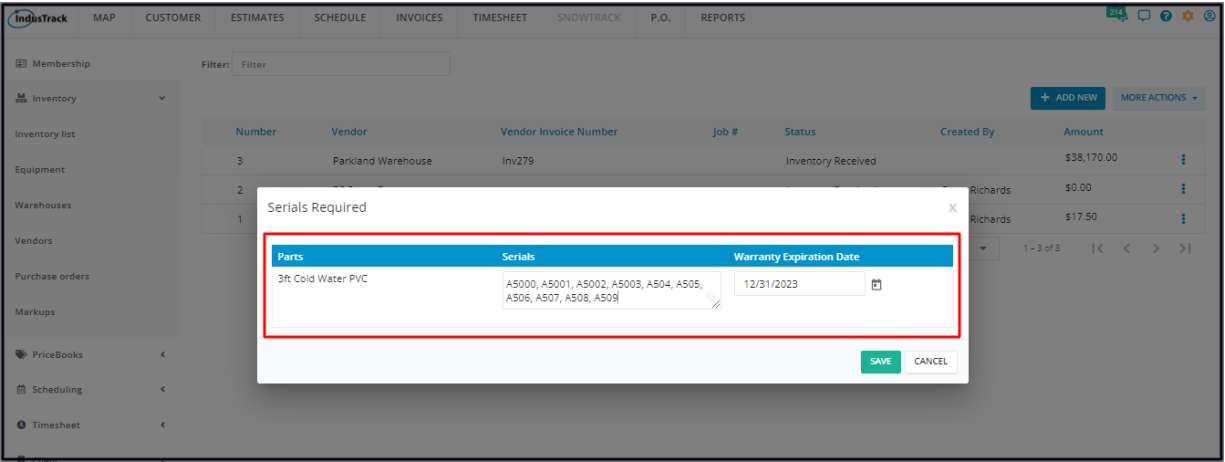 IndusTrack MAP CUSTOMER ESTIMATES SCHEDULE INVOICES TIMESHEET SNOWTRACK P.O. REPORTS 214
Membership
Filter: Filter
Inventory
+ ADD NEW MORE ACTIONS
Inventory list
Number Vendor Vendor Invoice Number Job # Status Created By Amount
3 Parkland Warehouse Inv279 Inventory Received $38,170.00
Equipment
2 Richards $0.00
Warehouses
1 Richards $17.50
Vendors
1 – 3 of 3
Purchase orders
Markups
PriceBooks
Scheduling
Timesheet
Serials Required X
Parts Serials Warranty Expiration Date
3ft Cold Water PVC A5000, A5001, A5002, A5003, A504, A505, 12/31/2023
A506, A507, A508, A509
SAVE CANCEL